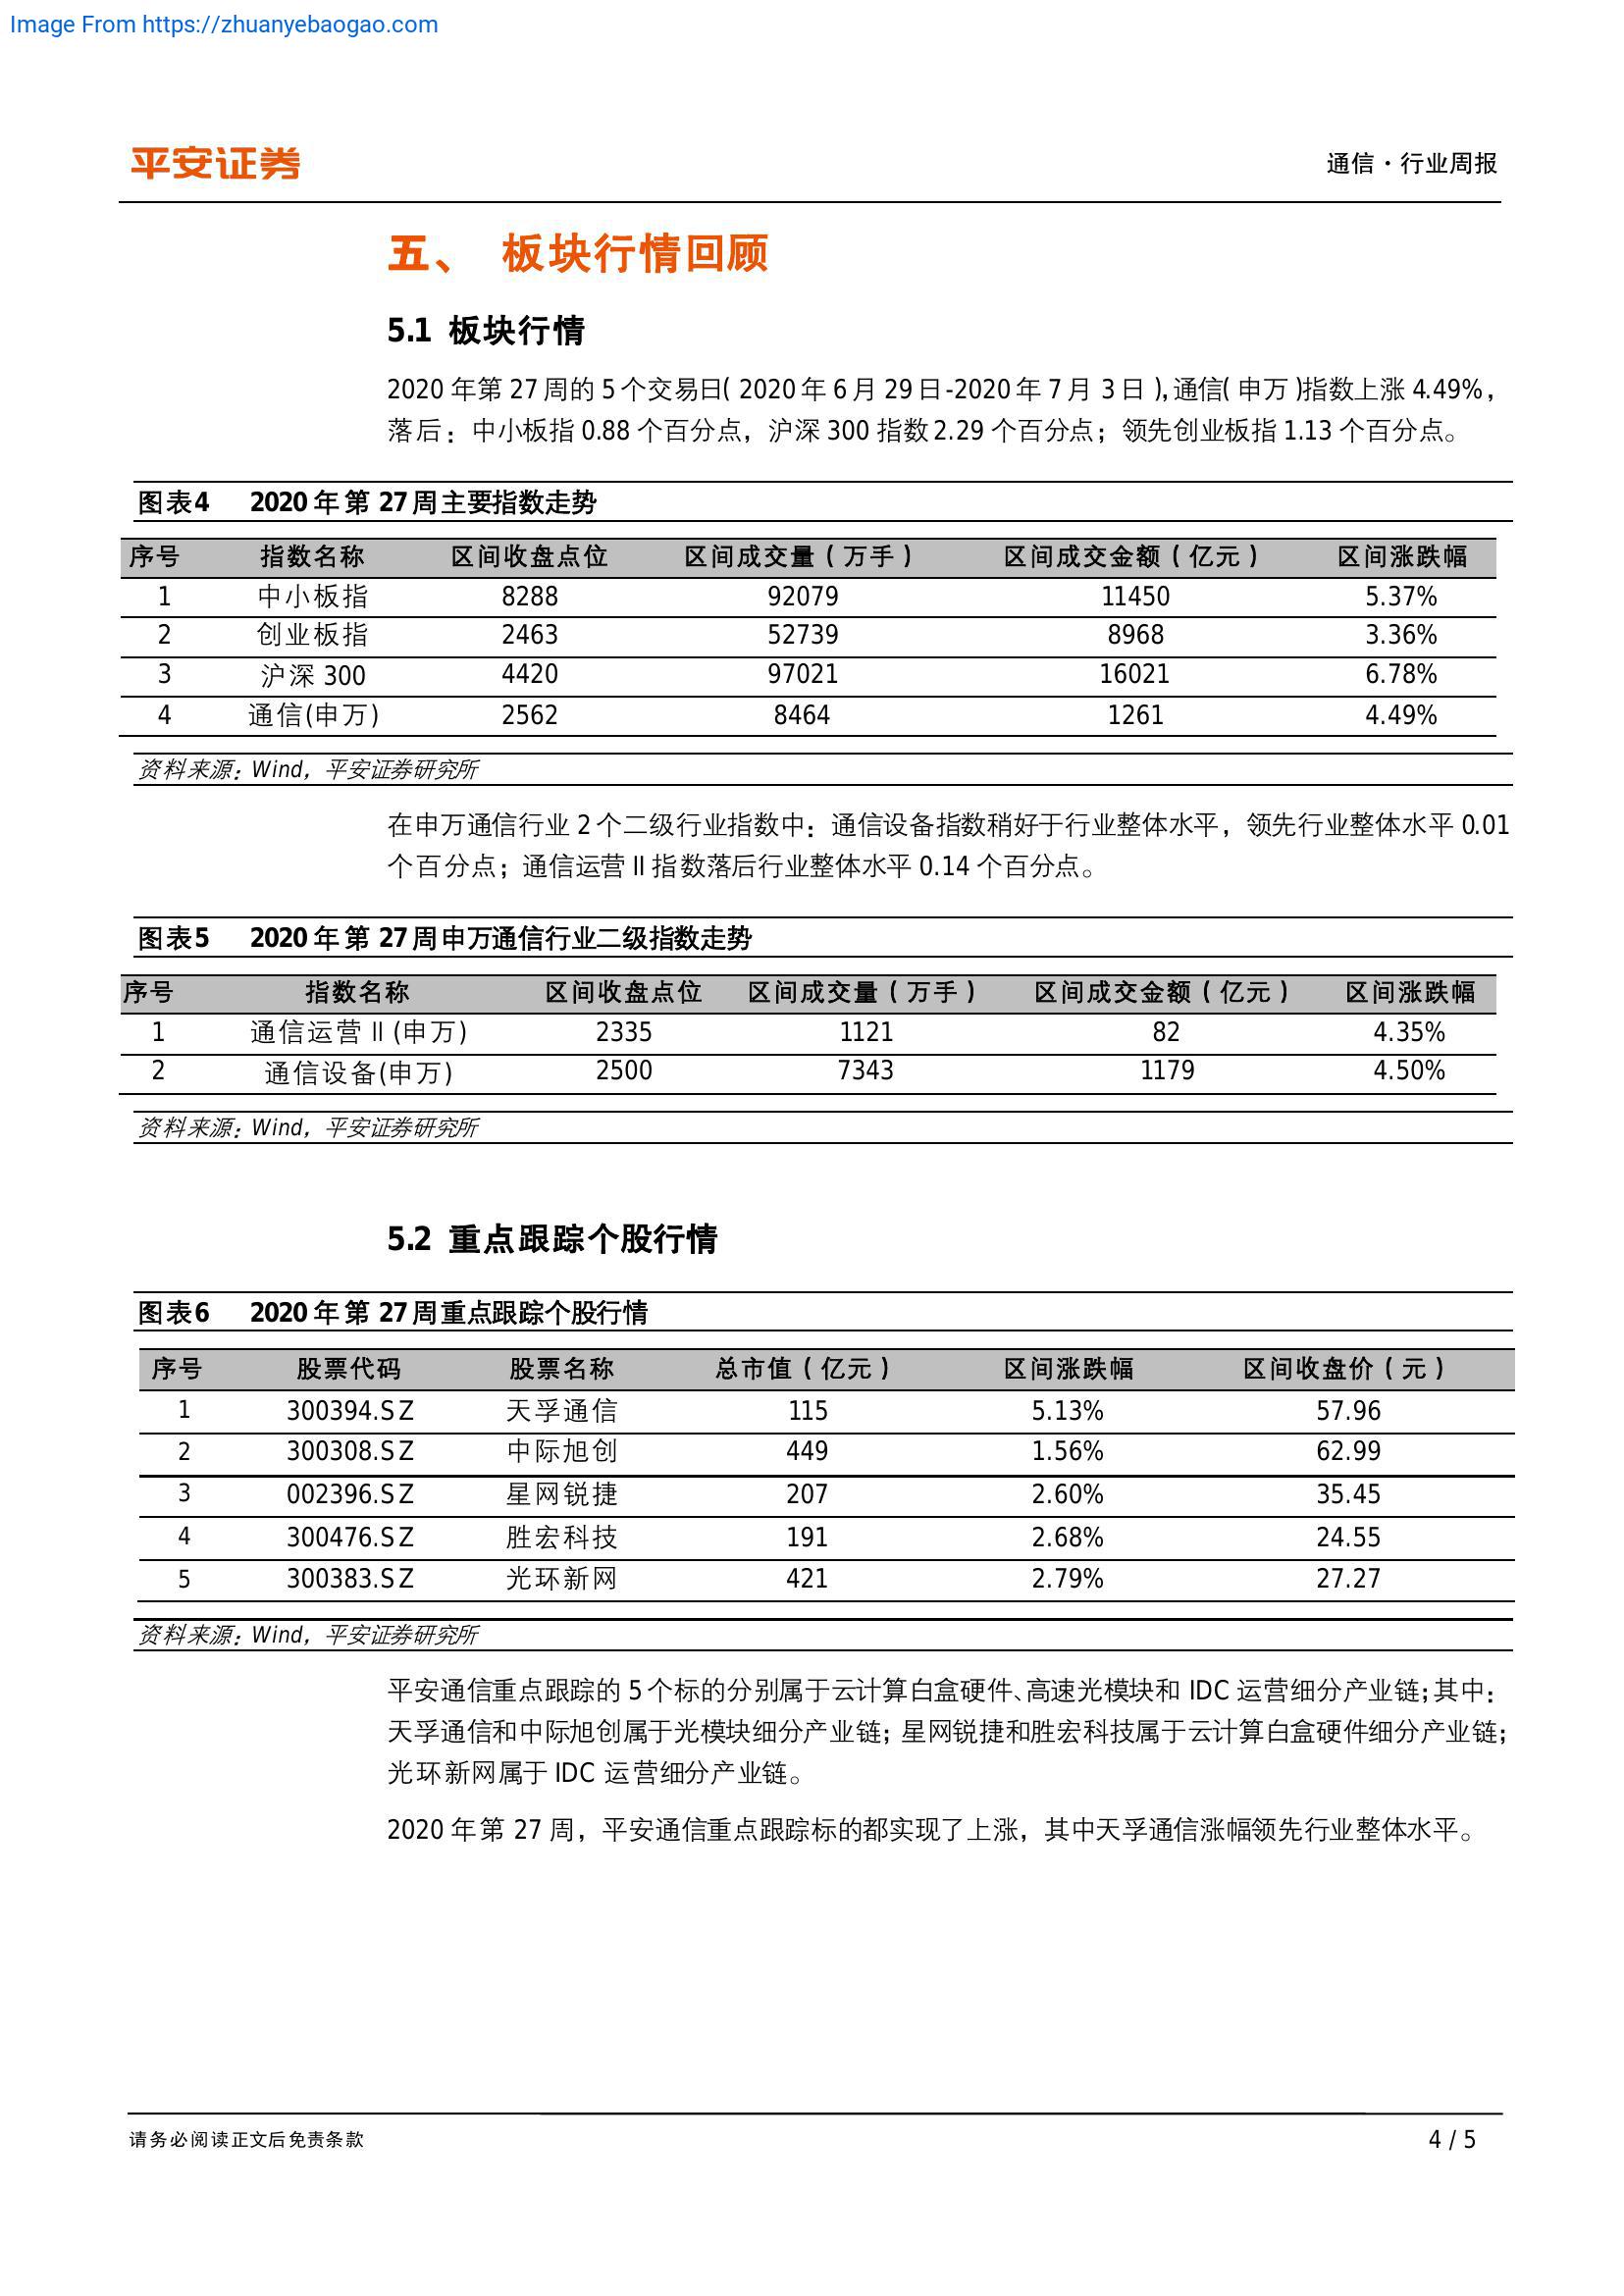 Image From https://zhuanyebaogao.com
平安证券
通信·行业周报
五、 板块行情回顾
5.1 板块行情
2020 年第 27 周的 5 个交易日(2020 年 6 月 29 日-2020 年 7 月 3 日),通信(申万)指数上涨 4.49%,
落后:中小板指 0.88 个百分点,沪深 300 指数 2.29 个百分点;领先创业板指 1.13 个百分点。
图表4 2020 年第 27 周主要指数走势
序号 指数名称 区间收盘点位 区间成交量(万手) 区间成交金额(亿元) 区间涨跌幅
1 中小板指 8288 92079 11450 5.37%
2 创业板指 2463 52739 8968 3.36%
3 沪深 300 4420 97021 16021 6.78%
4 通信(申万) 2562 8464 1261 4.49%
资料来源:Wind,平安证券研究所
在申万通信行业 2 个二级行业指数中:通信设备指数稍好于行业整体水平,领先行业整体水平 0.01
个百分点;通信运营 II 指数落后行业整体水平 0.14 个百分点。
图表5 2020 年第 27 周申万通信行业二级指数走势
序号 指数名称 区间收盘点位 区间成交量(万手) 区间成交金额(亿元) 区间涨跌幅
1 通信运营 II (申万) 2335 1121 82 4.35%
2 通信设备(申万) 2500 7343 1179 4.50%
资料来源:Wind,平安证券研究所
5.2 重点跟踪个股行情
图表6 2020 年第 27 周重点跟踪个股行情
序号 股票代码 股票名称 总市值(亿元) 区间涨跌幅 区间收盘价(元)
1 300394.SZ 天孚通信 115 5.13% 57.96
2 300308.SZ 中际旭创 449 1.56% 62.99
3 002396.SZ 星网锐捷 207 2.60% 35.45
4 300476.SZ 胜宏科技 191 2.68% 24.55
5 300383.SZ 光环新网 421 2.79% 27.27
资料来源:Wind,平安证券研究所
平安通信重点跟踪的 5 个标的分别属于云计算白盒硬件、高速光模块和 IDC 运营细分产业链;其中:
天孚通信和中际旭创属于光模块细分产业链;星网锐捷和胜宏科技属于云计算白盒硬件细分产业链;
光环新网属于 IDC 运营细分产业链。
2020 年第 27 周,平安通信重点跟踪标的都实现了上涨,其中天孚通信涨幅领先行业整体水平。
请务必阅读正文后免责条款
4 / 5